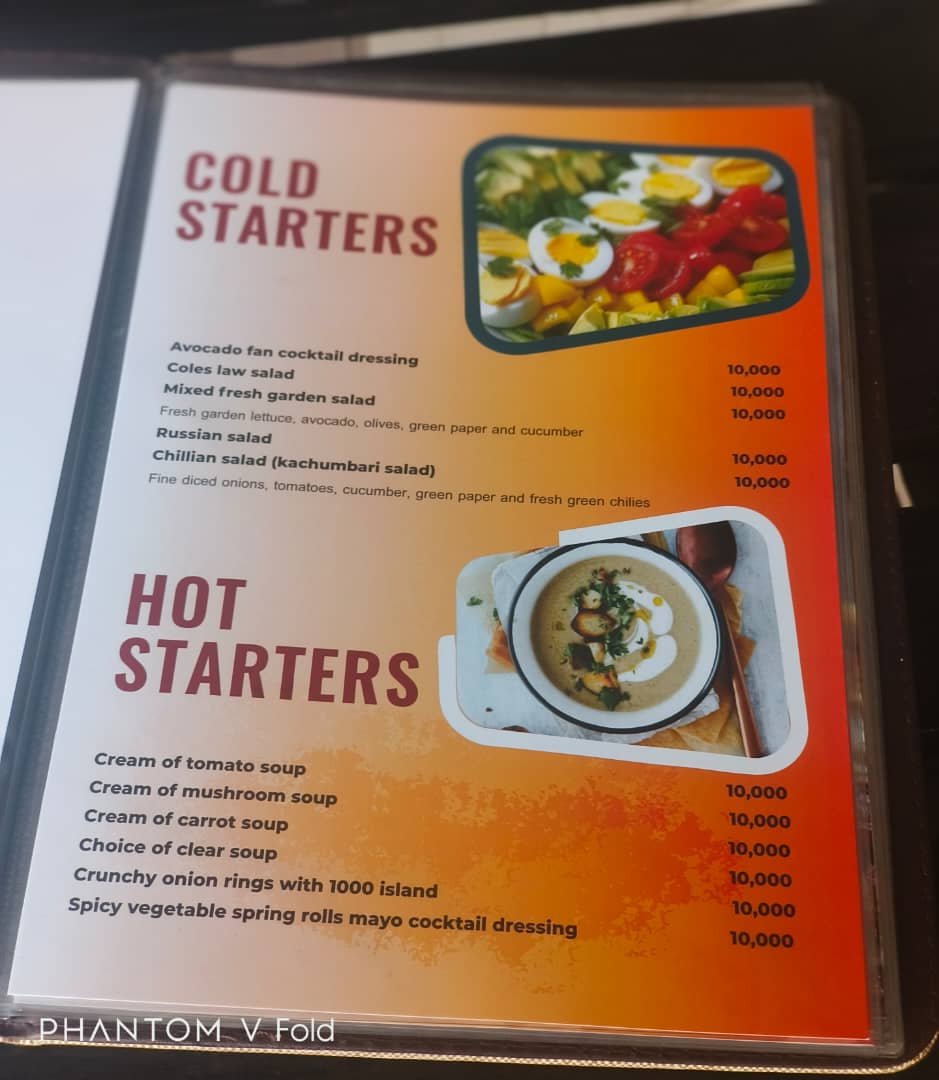 COLD
STARTERS
Avocado fan cocktail dressing 10,000
Coles law salad 10,000
Mixed fresh garden salad 10,000
Fresh garden lettuce, avocado, olives, green paper and cucumber
Russian salad 10,000
Chillian salad (kachumbari salad) 10,000
Fine diced onions, tomatoes, cucumber, green paper and fresh green chilies
HOT
STARTERS
Cream of tomato soup 10,000
Cream of mushroom soup 10,000
Cream of carrot soup 10,000
Choice of clear soup 10,000
Crunchy onion rings with 1000 island 10,000
Spicy vegetable spring rolls mayo cocktail dressing 10,000
PHANTOM V Fold